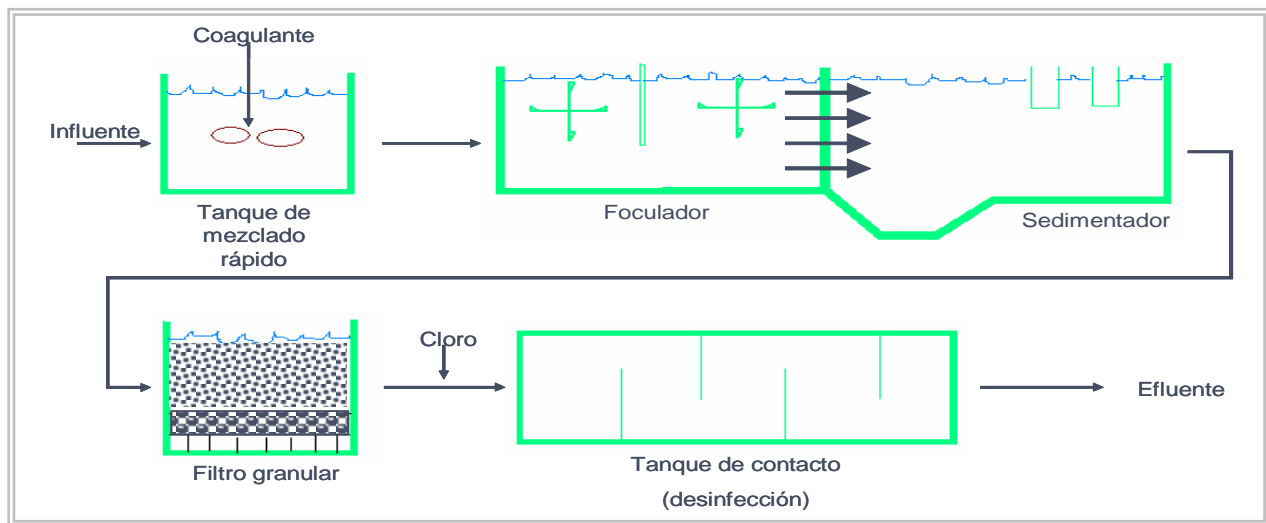 Coagulante
Influente
Tanque de
mezclado
rápido
Foculador
Sedimentador
Cloro
Filtro granular
Tanque de contacto
(desinfección)
Efluente